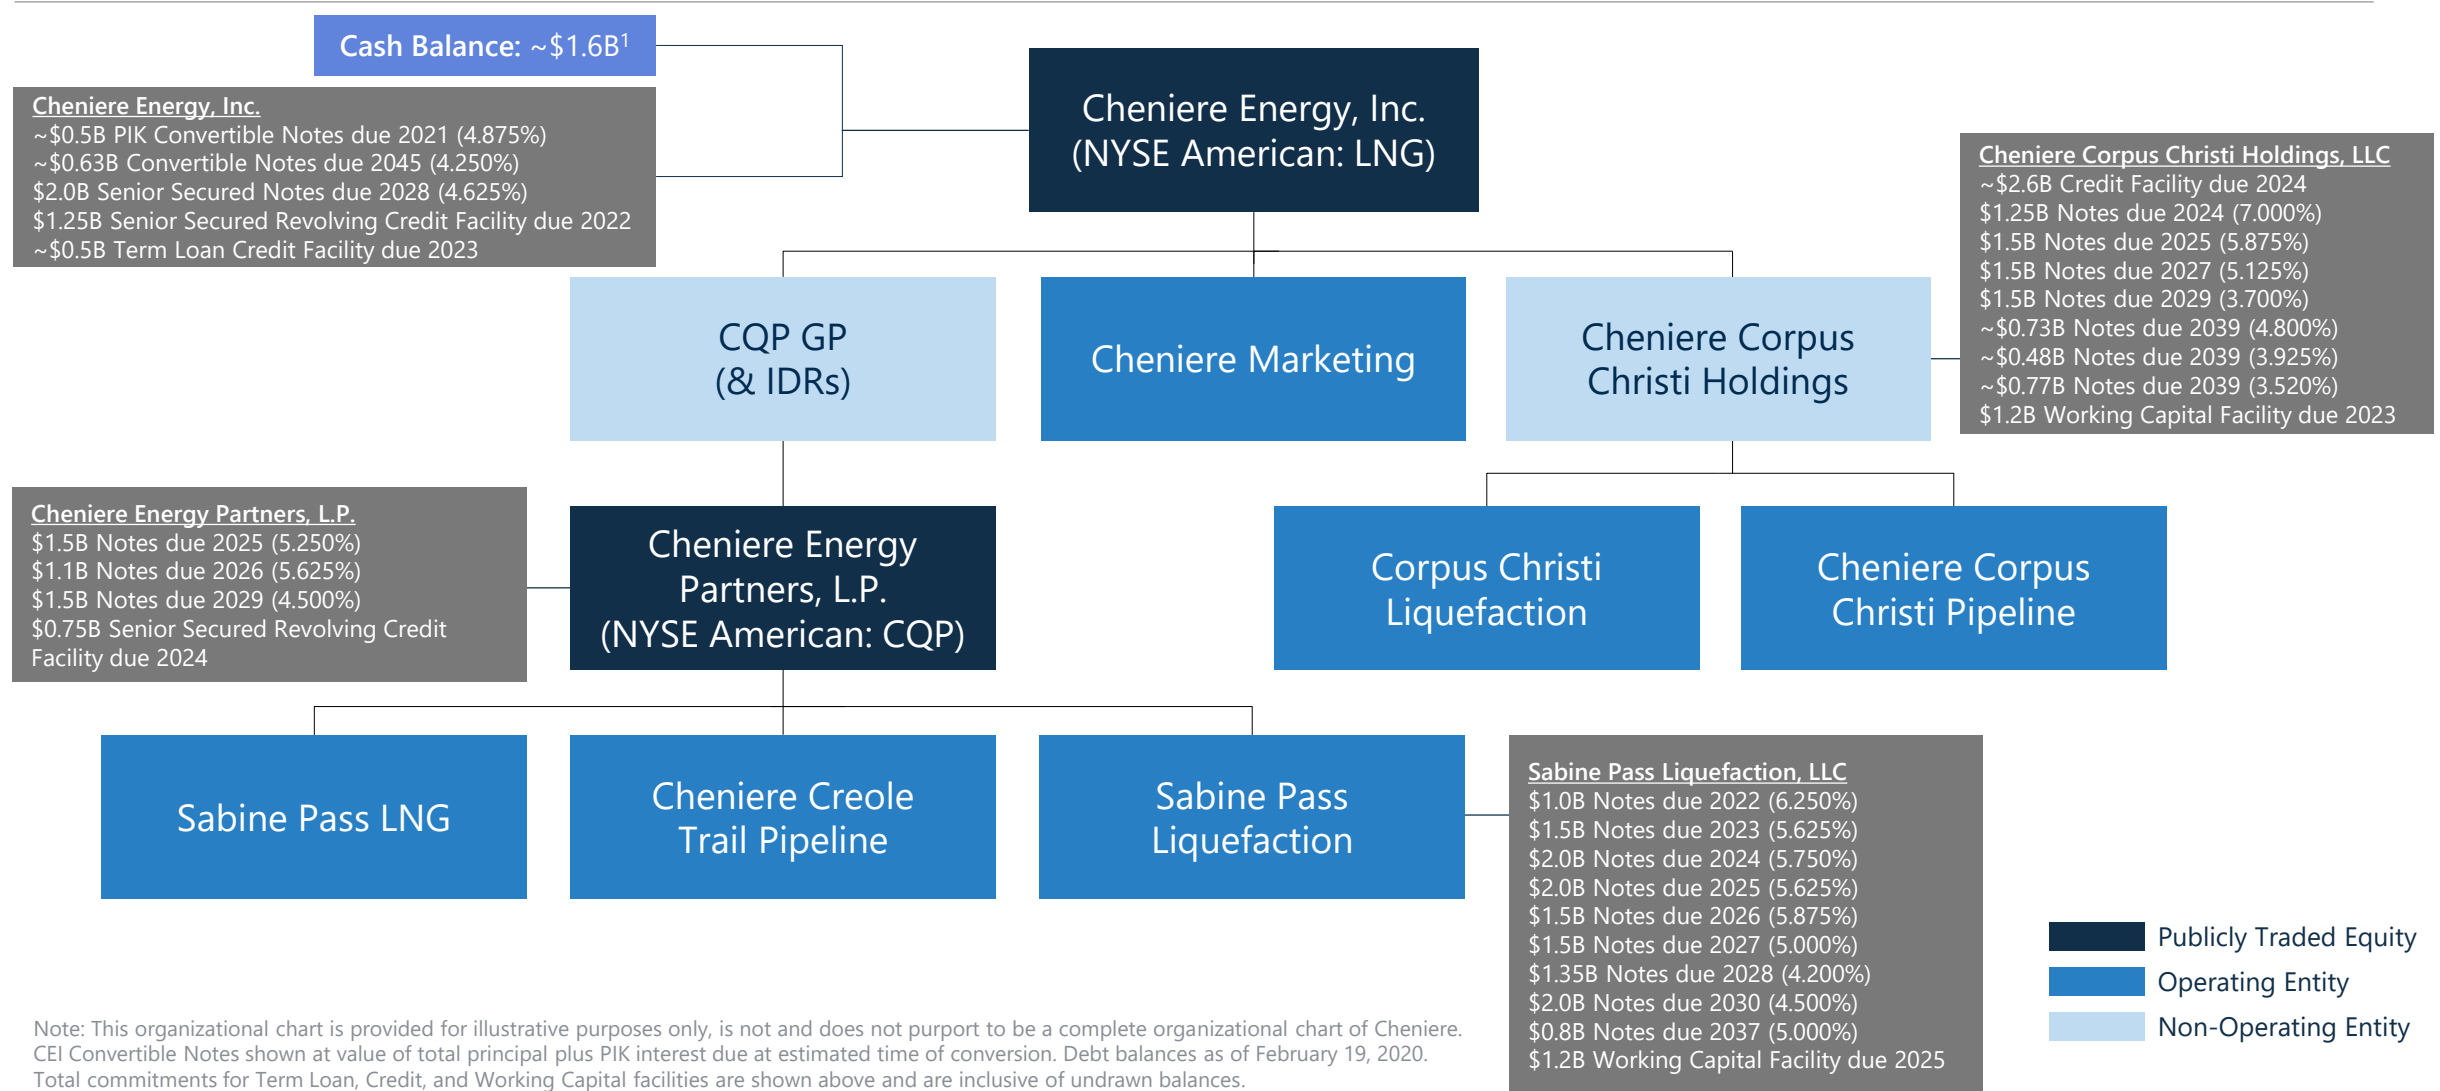 Cash Balance: ~$1.6B1
Cheniere Energy, Inc.
~$0.5B PIK Convertible Notes due 2021 (4.875%)
~$0.63B Convertible Notes due 2045 (4.250%)
$2.0B Senior Secured Notes due 2028 (4.625%)
$1.25B Senior Secured Revolving Credit Facility due 2022
~$0.5B Term Loan Credit Facility due 2023
Cheniere Energy, Inc.
(NYSE American: LNG)
Cheniere Corpus Christi Holdings, LLC
~$2.6B Credit Facility due 2024
$1.25B Notes due 2024 (7.000%)
$1.5B Notes due 2025 (5.875%)
$1.5B Notes due 2027 (5.125%)
$1.5B Notes due 2029 (3.700%)
~$0.73B Notes due 2039 (4.800%)
~$0.48B Notes due 2039 (3.925%)
~$0.77B Notes due 2039 (3.520%)
$1.2B Working Capital Facility due 2023
CQP GP
(& IDRs)
Cheniere Marketing
Cheniere Corpus
Christi Holdings
Cheniere Energy Partners, L.P.
$1.5B Notes due 2025 (5.250%)
$1.1B Notes due 2026 (5.625%)
$1.5B Notes due 2029 (4.500%)
$0.75B Senior Secured Revolving Credit
Facility due 2024
Cheniere Energy
Partners, L.P.
(NYSE American: CQP)
Corpus Christi
Liquefaction
Cheniere Corpus
Christi Pipeline
Sabine Pass LNG
Cheniere Creole
Trail Pipeline
Sabine Pass
Liquefaction
Sabine Pass Liquefaction, LLC
$1.0B Notes due 2022 (6.250%)
$1.5B Notes due 2023 (5.625%)
$2.0B Notes due 2024 (5.750%)
$2.0B Notes due 2025 (5.625%)
$1.5B Notes due 2026 (5.875%)
$1.5B Notes due 2027 (5.000%)
$1.35B Notes due 2028 (4.200%)
$2.0B Notes due 2030 (4.500%)
$0.8B Notes due 2037 (5.000%)
$1.2B Working Capital Facility due 2025
Publicly Traded Equity
Operating Entity
Non-Operating Entity
Note: This organizational chart is provided for illustrative purposes only, is not and does not purport to be a complete organizational chart of Cheniere.
CEI Convertible Notes shown at value of total principal plus PIK interest due at estimated time of conversion. Debt balances as of February 19, 2020.
Total commitments for Term Loan, Credit, and Working Capital facilities are shown above and are inclusive of undrawn balances.